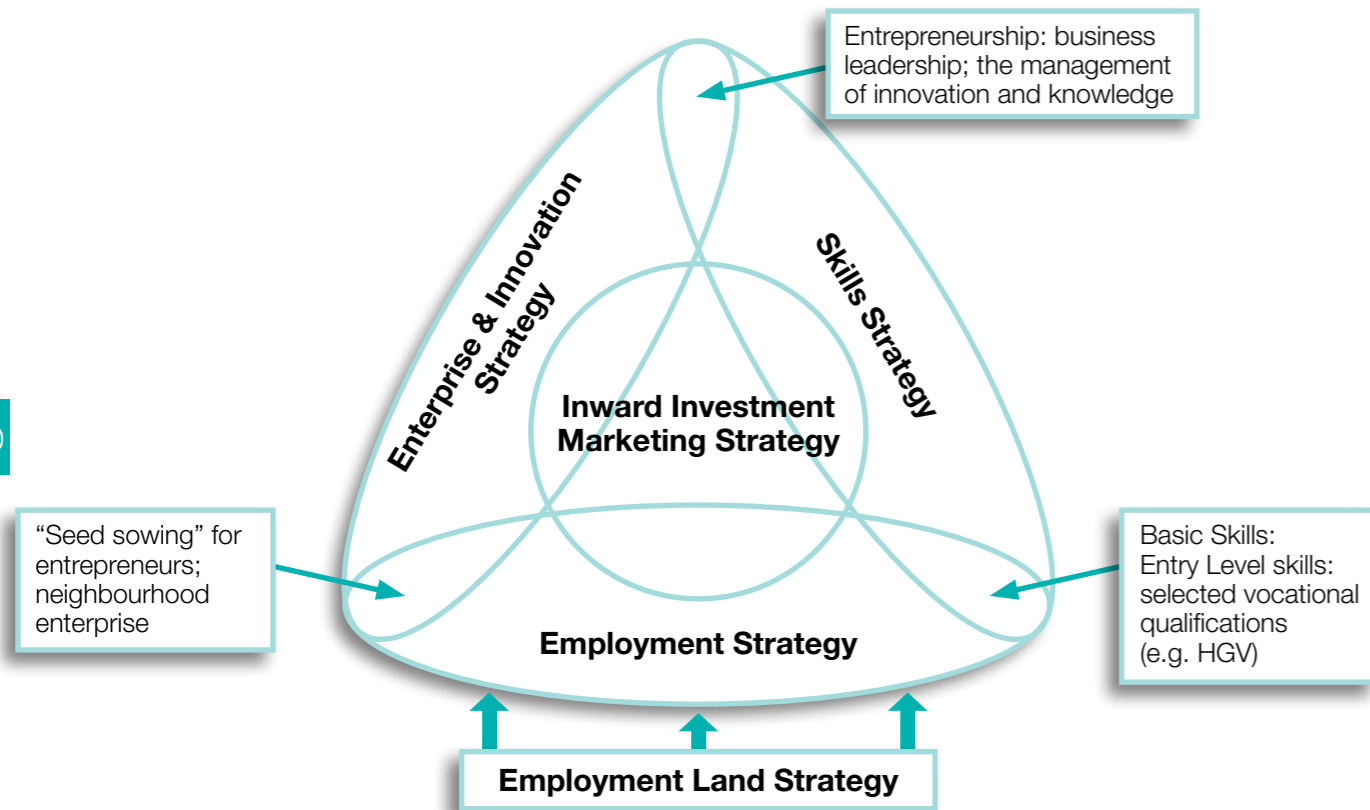 Entrepreneurship: business
leadership; the management
of innovation and knowledge
Enterprise & Innovation
Strategy
Skills Strategy
Inward Investment
Marketing Strategy
“Seed sowing” for
entrepreneurs;
neighbourhood
enterprise
Basic Skills:
Entry Level skills:
selected vocational
qualifications
(e.g. HGV)
Employment Strategy
Employment Land Strategy